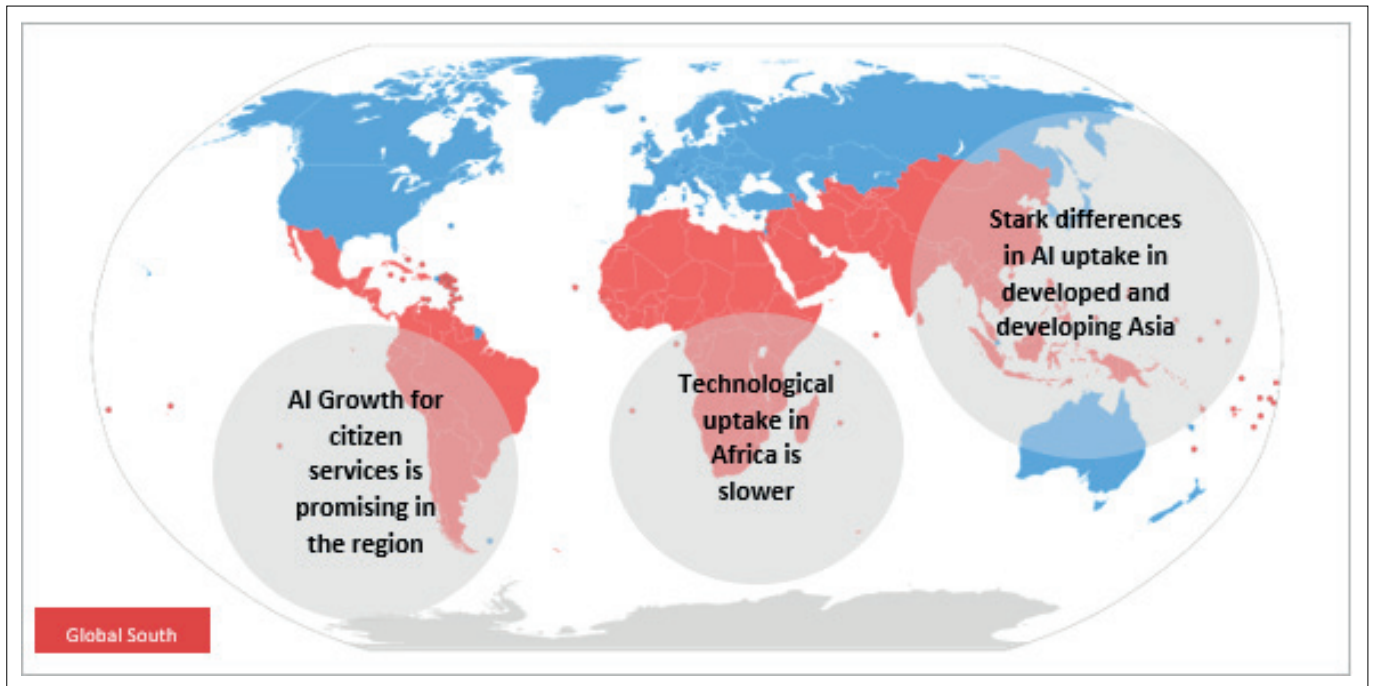 AI Growth for
citizen
services is
promising in
the region
Technological
uptake in
Africa is
slower
Stark differences
in AI uptake in
developed and
developing Asia
Global South